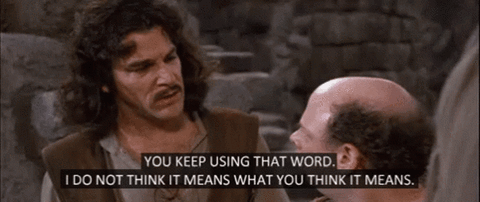 YOU KEEP USING THAT WORD.
I DO NOT THINK IT MEANS WHAT YOU THINK IT MEANS.